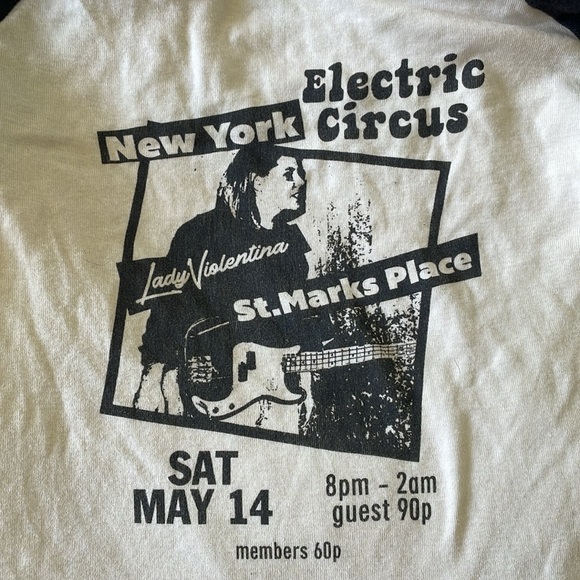 Electric
Circus
New York
Lady Violentina
St.Marks Place
SAT
MAY 14
8pm - 2am
guest 90p
members 60p